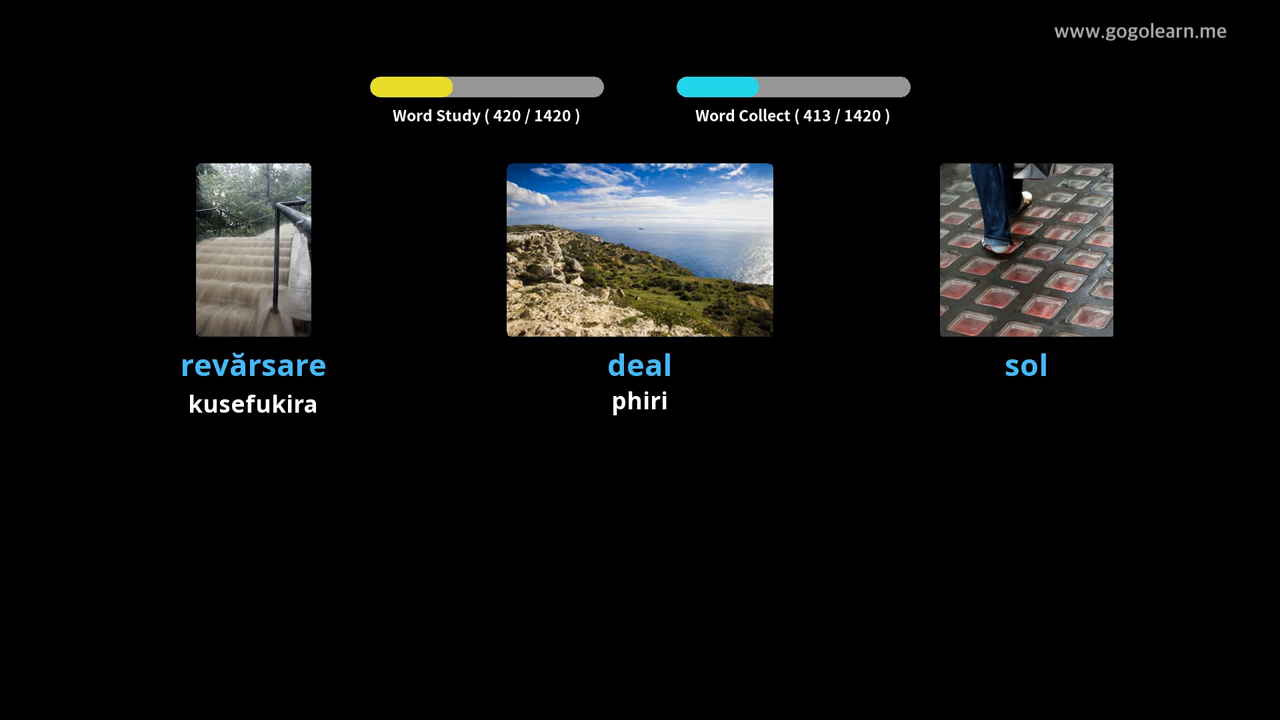 www.gogolearn.me
Word Study ( 420 / 1420 )
Word Collect ( 413 / 1420 )
revărsare
deal
sol
kusefukira
phiri